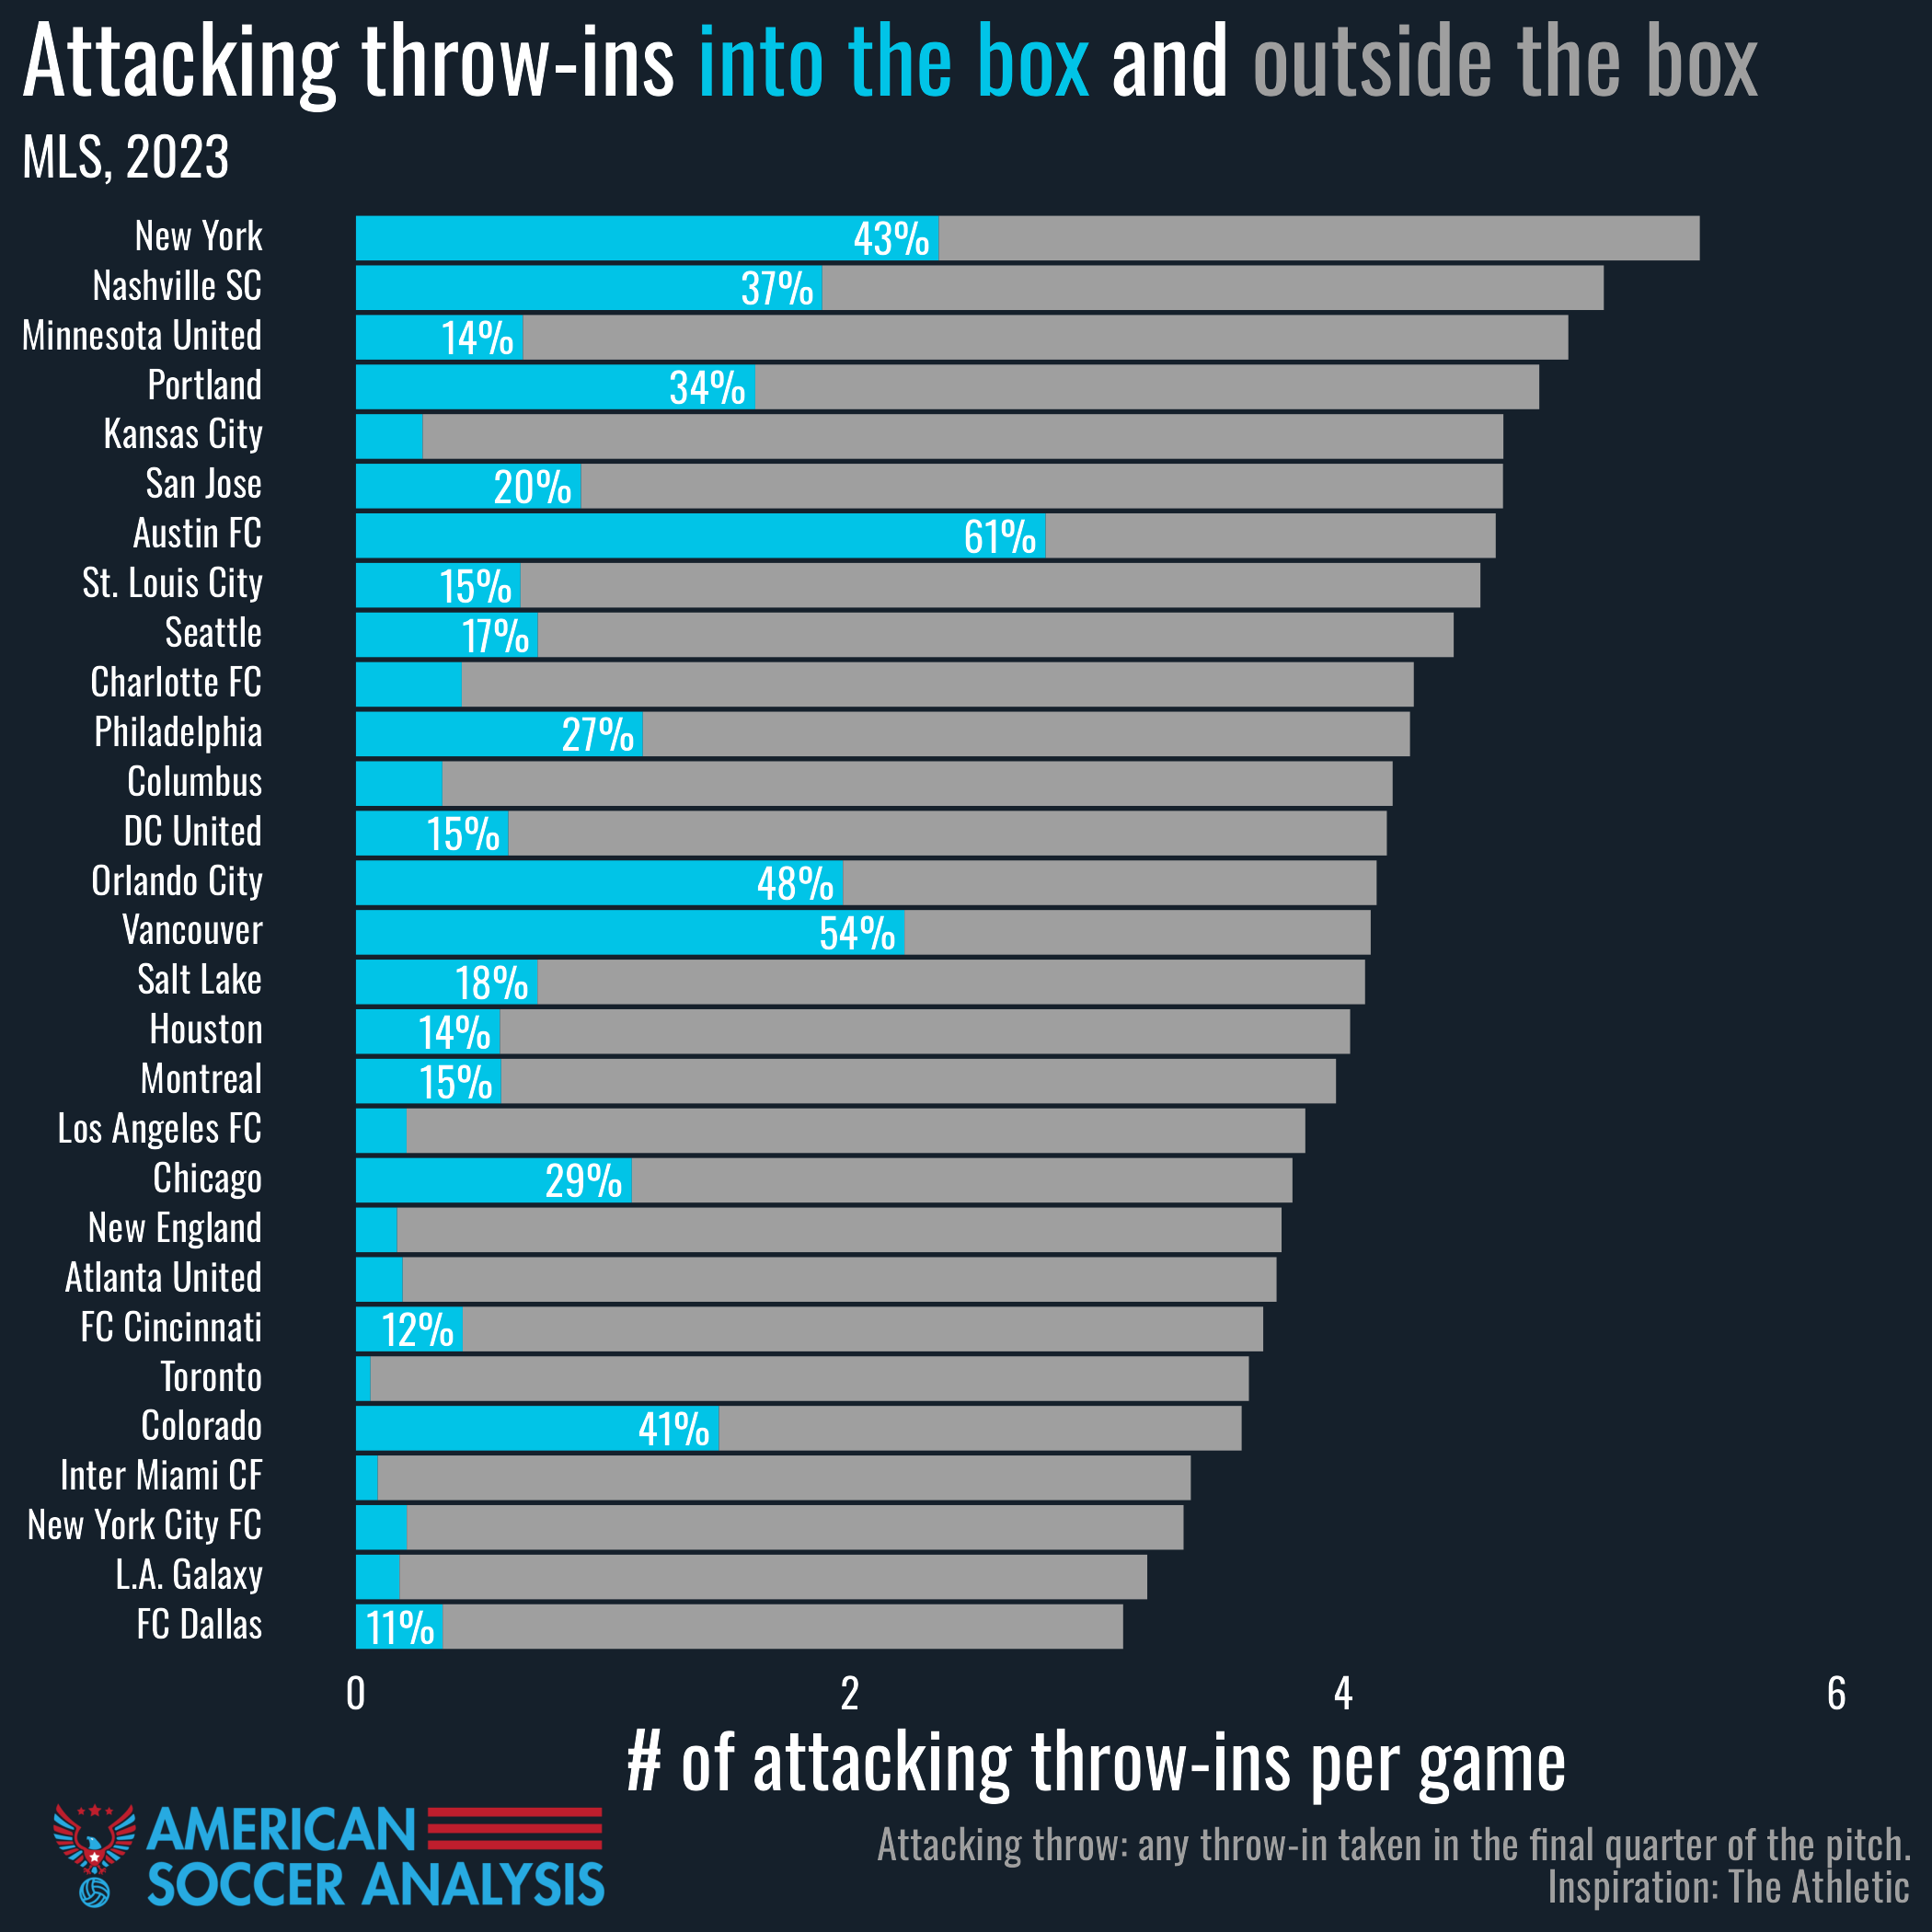 Attacking throw-ins into the box and outside the box
MLS, 2023
New York 43%
Nashville SC 37%
Minnesota United 14%
Portland 34%
Kansas City
San Jose 20%
Austin FC 61%
St. Louis City 15%
Seattle 17%
Charlotte FC
Philadelphia 27%
Columbus
DC United 15%
Orlando City 48%
Vancouver 54%
Salt Lake 18%
Houston 14%
Montreal 15%
Los Angeles FC
Chicago 29%
New England
Atlanta United
FC Cincinnati 12%
Toronto
Colorado 41%
Inter Miami CF
New York City FC
L.A. Galaxy
FC Dallas 11%
0 2 4 6
# of attacking throw-ins per game
AMERICAN
SOCCER ANALYSIS
Attacking throw: any throw-in taken in the final quarter of the pitch.
Inspiration: The Athletic